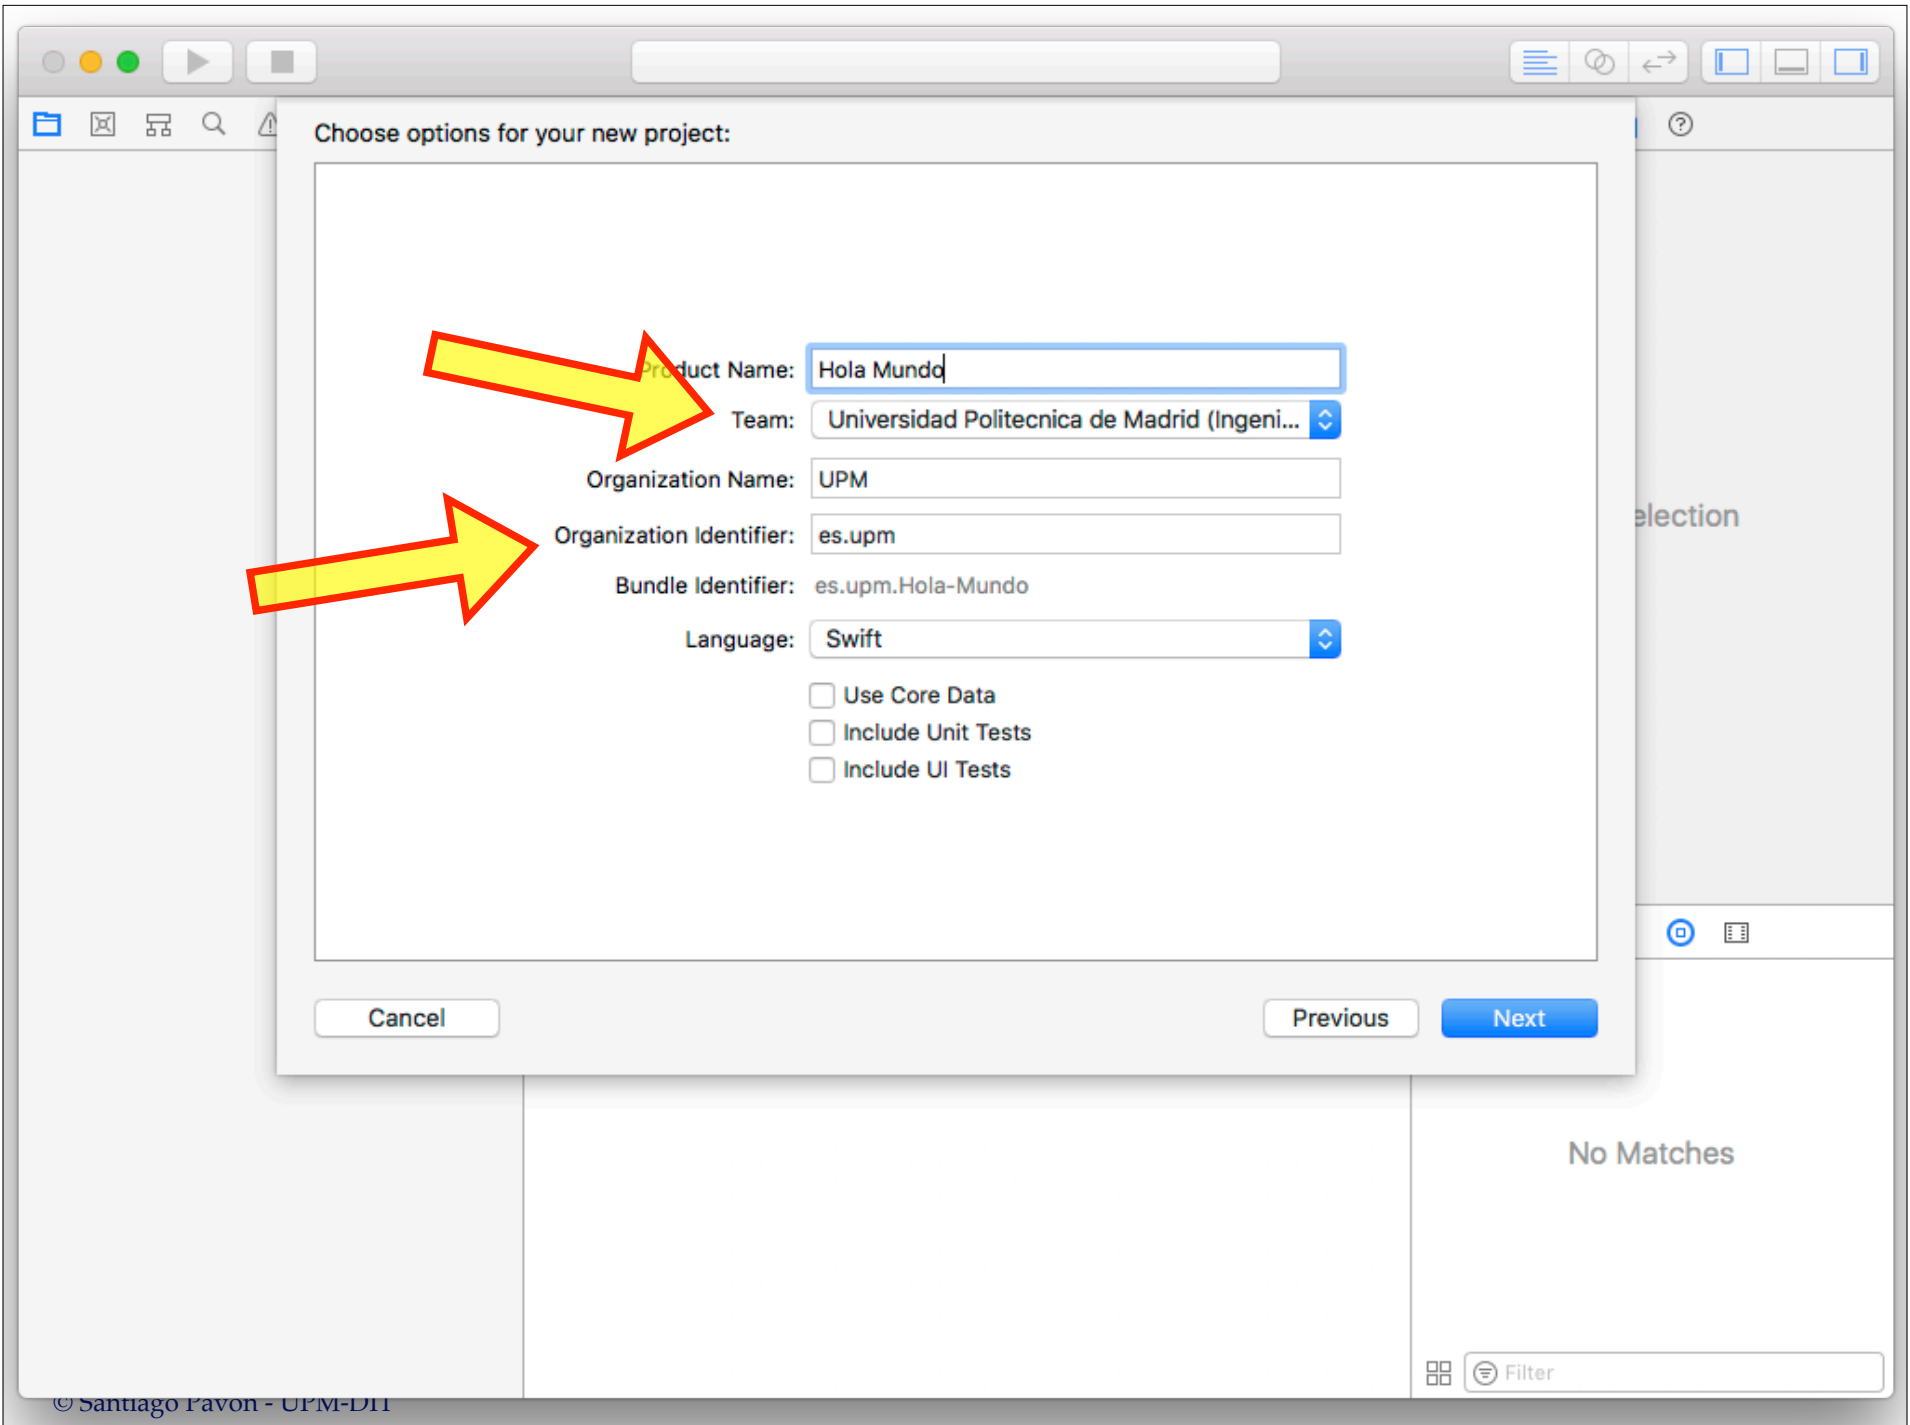 Choose options for your new project:
Product Name: Hola Mundo
Team: Universidad Politecnica de Madrid (Ingeni...
Organization Name: UPM
Organization Identifier: es.upm
election
Bundle Identifier: es.upm.Hola-Mundo
Language: Swift
Use Core Data
Include Unit Tests
Include UI Tests
Cancel Previous Next
No Matches
Filter
© Santiago Pavón - UPM-DIT